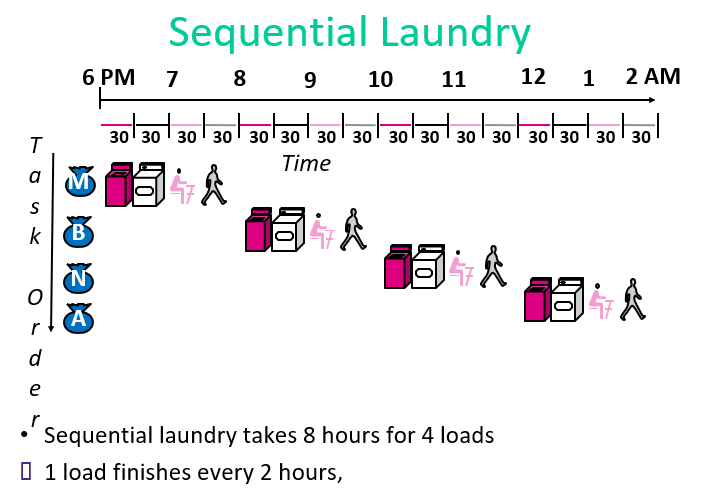 Sequential Laundry
6 PM 7 8 9 10 11 12 1 2 AM
30 30 30 30 30 30 30 30 30 30 30 30 30 30 30 30
Time
Task Order
M
B
N
A
• Sequential laundry takes 8 hours for 4 loads
▯ 1 load finishes every 2 hours,